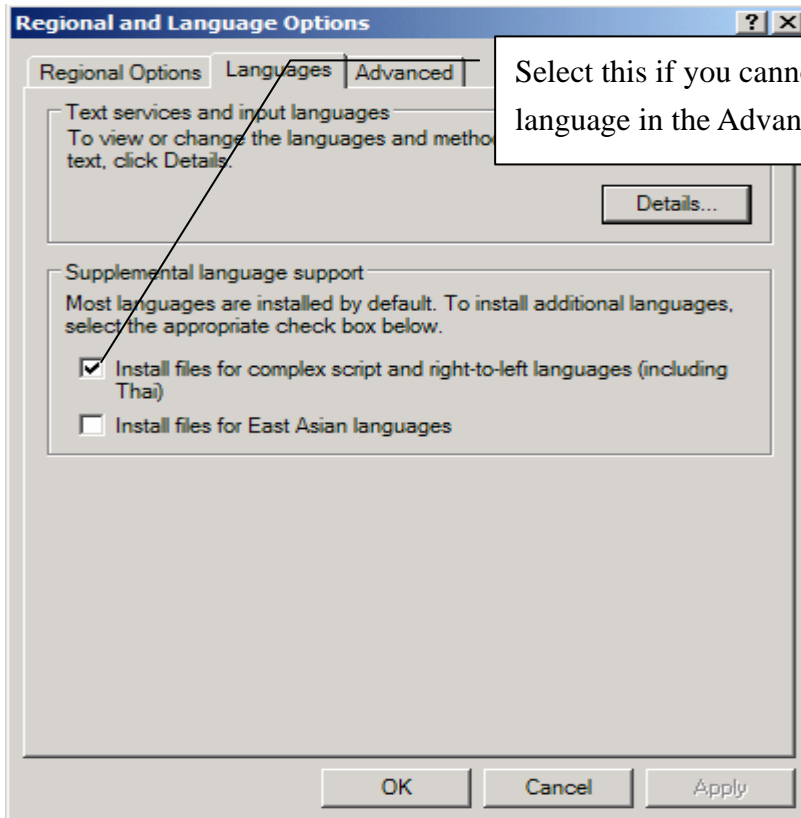 Regional and Language Options
Regional Options Languages Advanced
Select this if you
language in the
Text services and input languages
To view or change the languages and
text, click Details.
Details...
Supplemental language support
Most languages are installed by default. To install additional languages,
select the appropriate check box below.
Install files for complex script and right-to-left languages (including
Thai)
Install files for East Asian languages
OK Cancel Apply